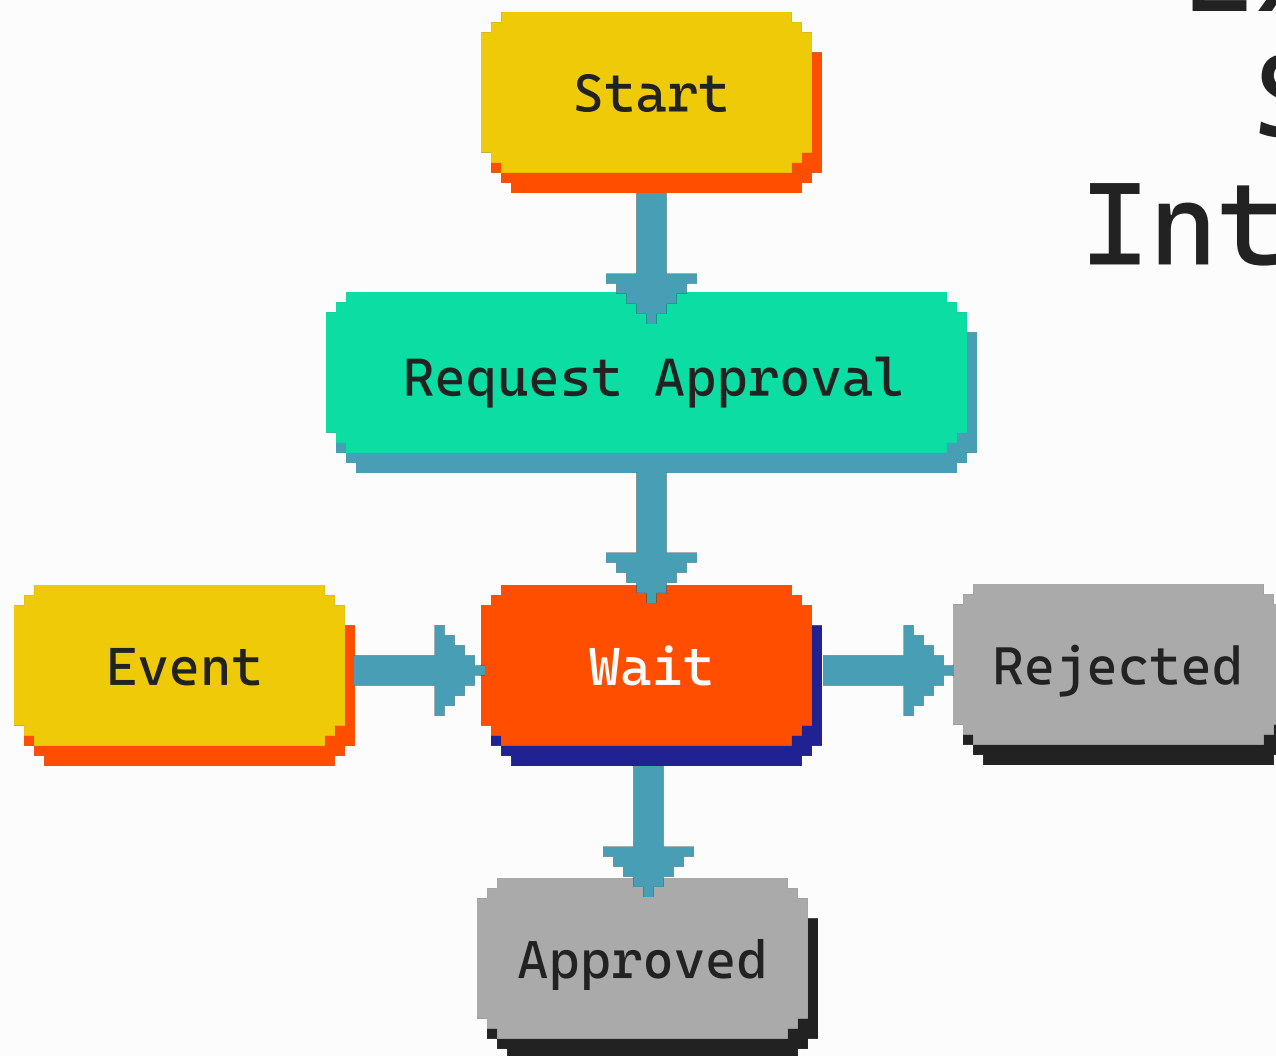 Start
Request Approval
Event
Wait
Rejected
Approved